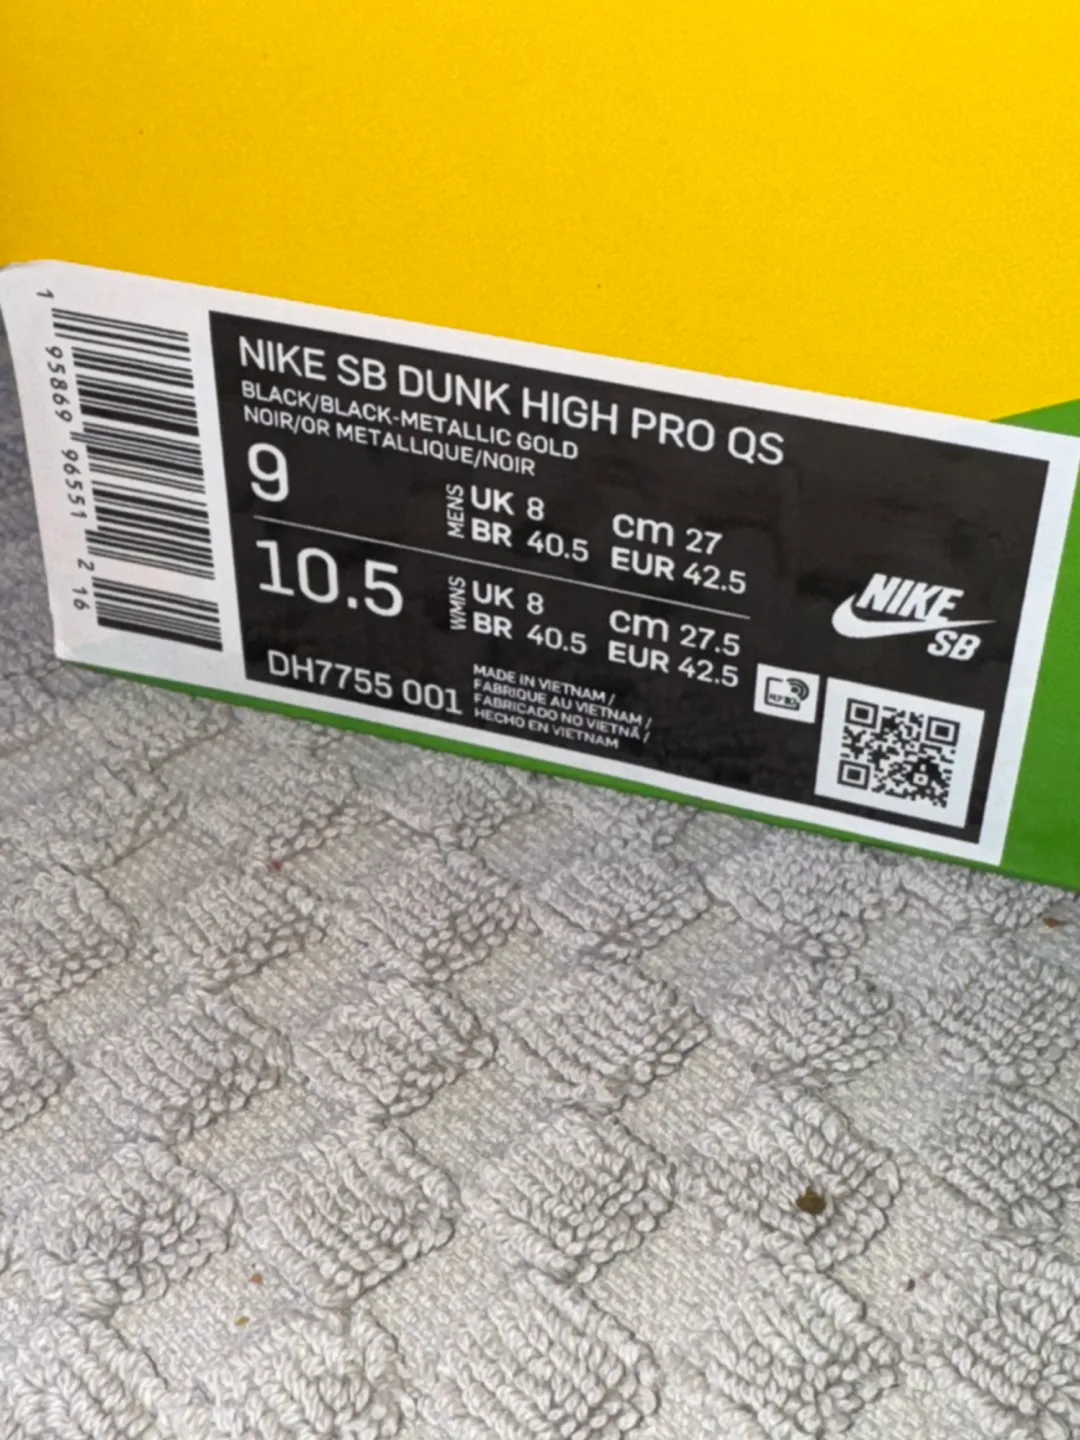 1 95869 96551 2 16
NIKE SB DUNK HIGH PRO QS
BLACK/BLACK-METALLIC GOLD
NOIR/OR METALLIQUE/NOIR
9
MENS
UK 8
cm 27
BR 40.5
EUR 42.5
10.5
WMNS
UK 8
cm 27.5
BR 40.5
EUR 42.5
DH7755 001
MADE IN VIETNAM /
FABRIQUE AU VIETNAM /
FABRICADO NO VIETNÃ /
HECHO EN VIETNAM
NIKE
SB